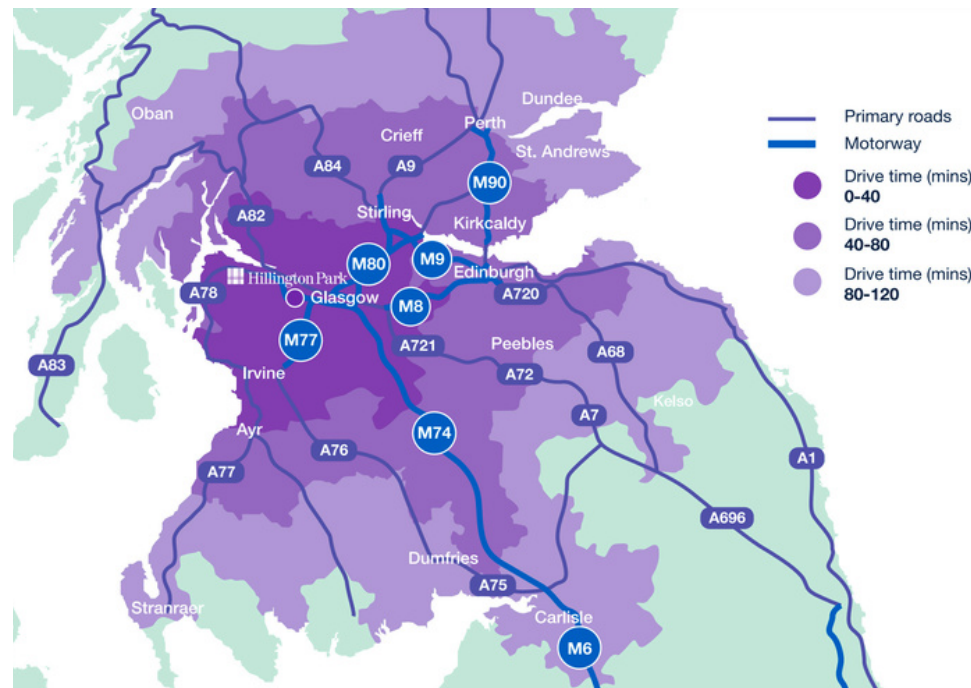 Oban
Dundee
Crieff
Perth
St. Andrews
A84
A9
M90
A82
Stirling
Kirkcaldy
M80
M9
Edinburgh
Hillington Park
Glasgow
A78
M8
A720
M77
A721
Peebles
A68
A83
Irvine
A72
Kelso
A7
Ayr
M74
A76
A77
A1
A696
Dumfries
A75
Stranraer
Carlisle
M6
Primary roads
Motorway
Drive time (mins)
0-40
Drive time (mins)
40-80
Drive time (mins)
80-120